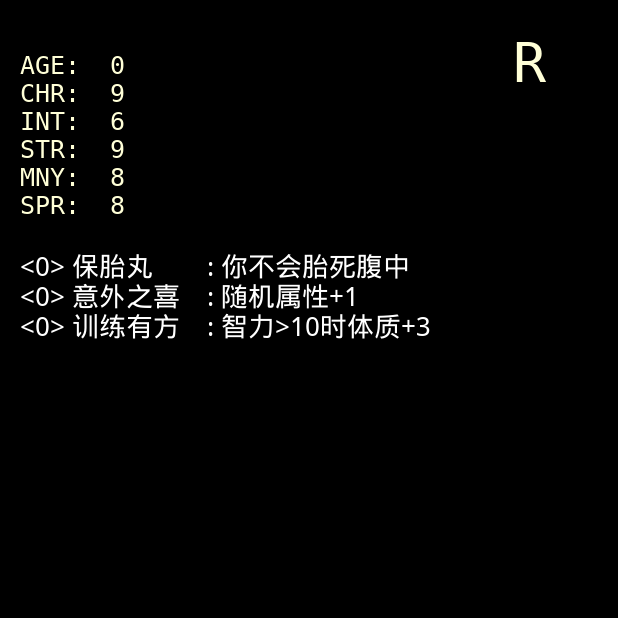 R
AGE: 0
CHR: 9
INT: 6
STR: 9
MNY: 8
SPR: 8
<0> 保胎丸 : 你不会胎死腹中
<0> 意外之喜 : 随机属性+1
<0> 训练有方 : 智力>10时体质+3